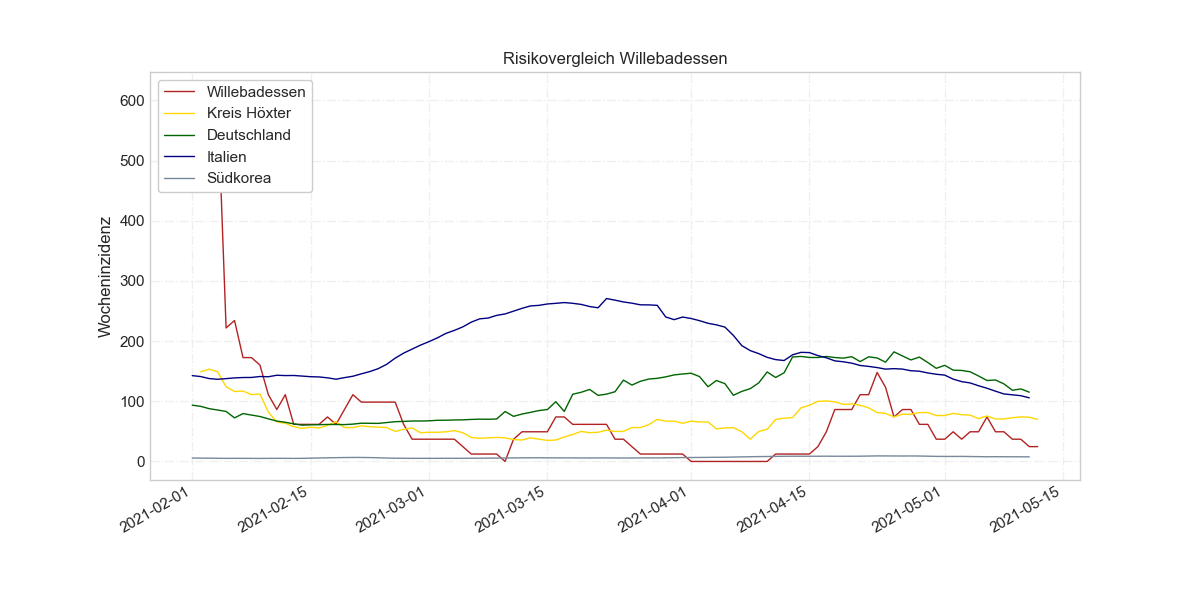 Risikovergleich Willebadessen
Willebadessen
Kreis Höxter
Deutschland
Italien
Südkorea
Wocheninzidenz
600
500
400
300
200
100
0
2021-02-01
2021-02-15
2021-03-01
2021-03-15
2021-04-01
2021-04-15
2021-05-01
2021-05-15